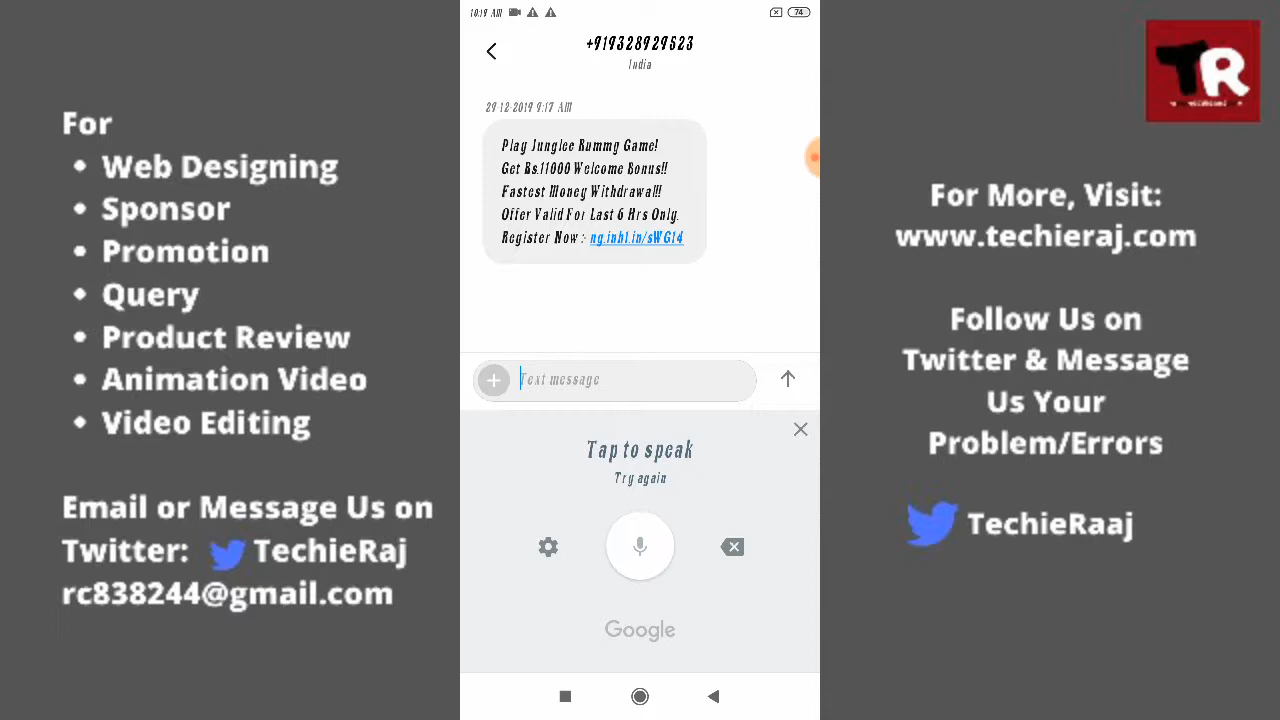 For
• Web Designing
• Sponsor
• Promotion
• Query
• Product Review
• Animation Video
• Video Editing
Email or Message Us on
Twitter: TechieRaj
rc838244@gmail.com
10:19 AM
74
+919328929523
India
29-12-2019 9:17 AM
Play Junglee Rummy Game!
Get Rs.11000 Welcome Bonus!!
Fastest Money Withdrawal!!
Offer Valid For Last 6 Hrs Only.
Register Now : ng.inh1.in/sWG14
Text message
Tap to speak
Try again
Google
TR
For More, Visit:
www.techieraj.com
Follow Us on
Twitter & Message
Us Your
Problem/Errors
TechieRaaj